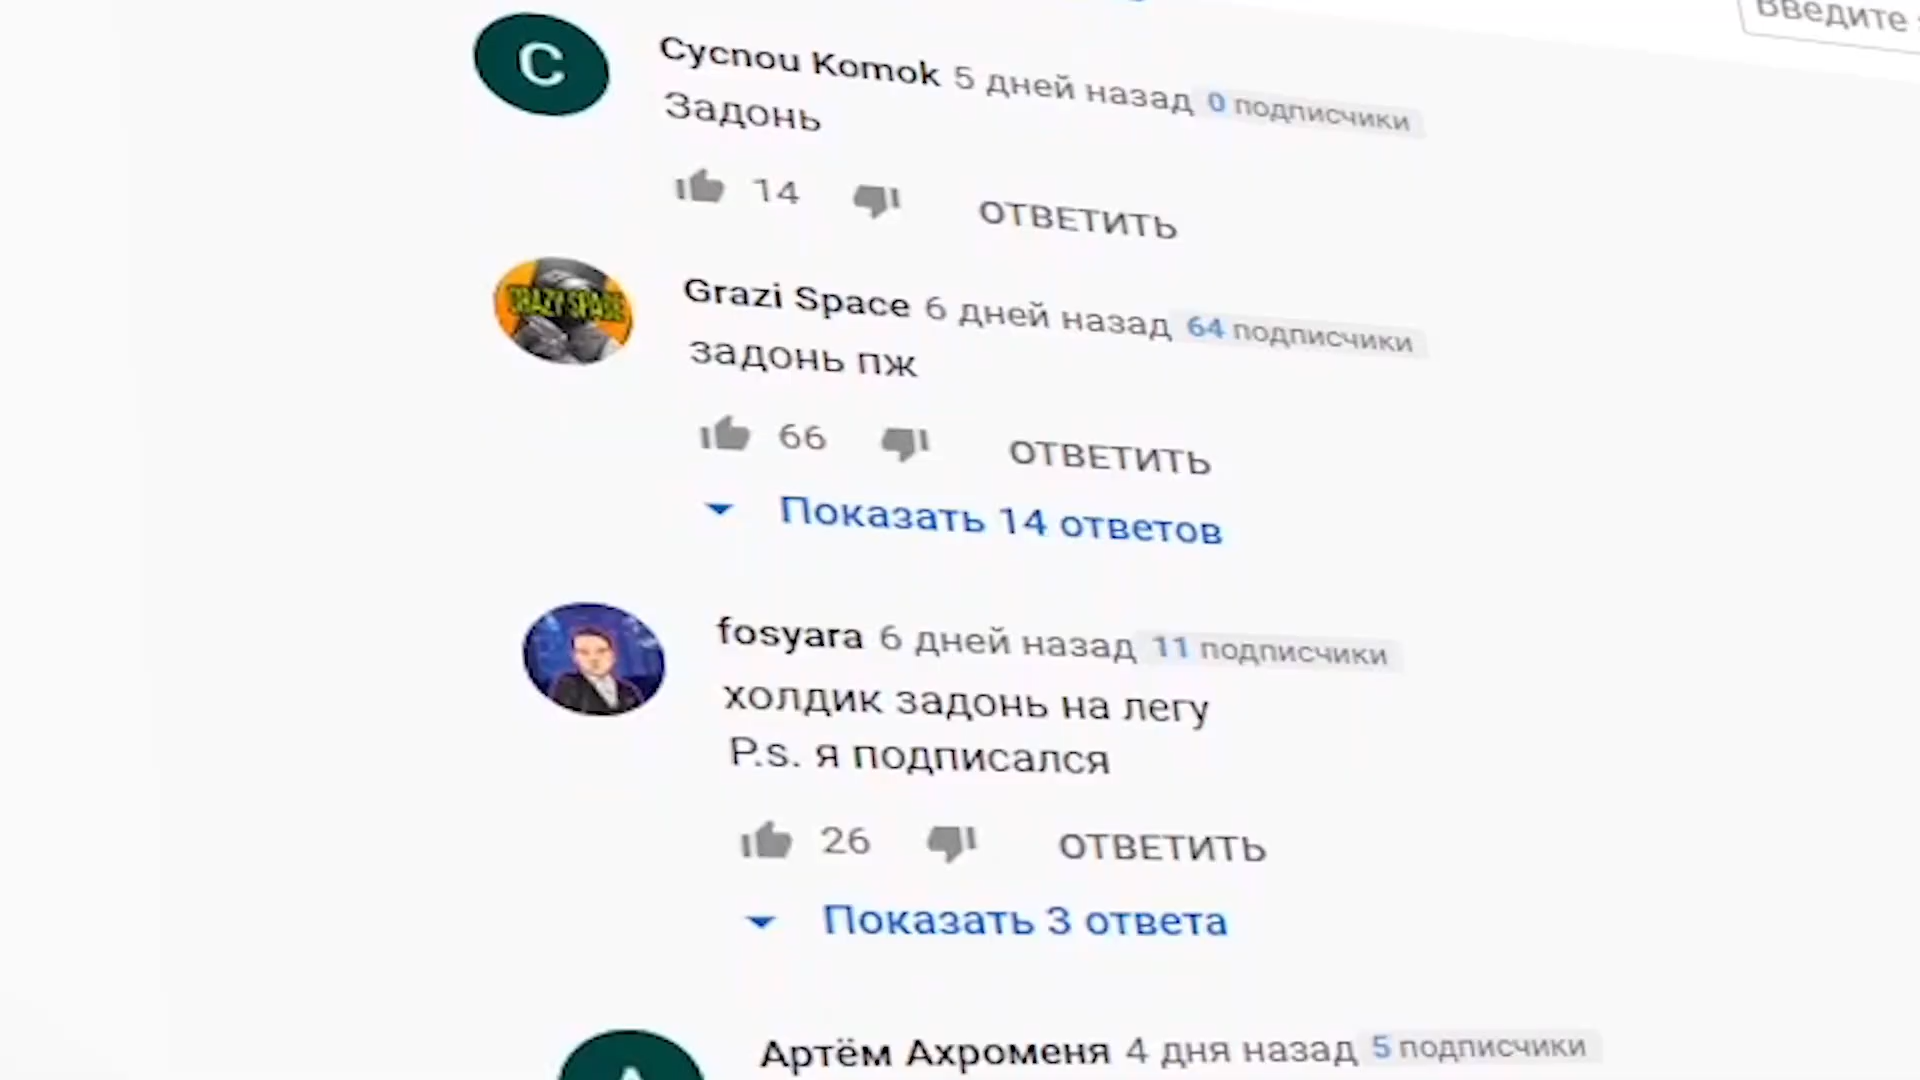 Введите
Cycnou Komok 5 дней назад 0 подписчики
Задонь
14 ОТВЕТИТЬ
Grazi Space 6 дней назад 64 подписчики
задонь пж
66 ОТВЕТИТЬ
Показать 14 ответов
fosyara 6 дней назад 11 подписчики
холдик задонь на легу
P.s. я подписался
26 ОТВЕТИТЬ
Показать 3 ответа
Артём Ахроменя 4 дня назад 5 подписчики
C
CRAZY SPACE